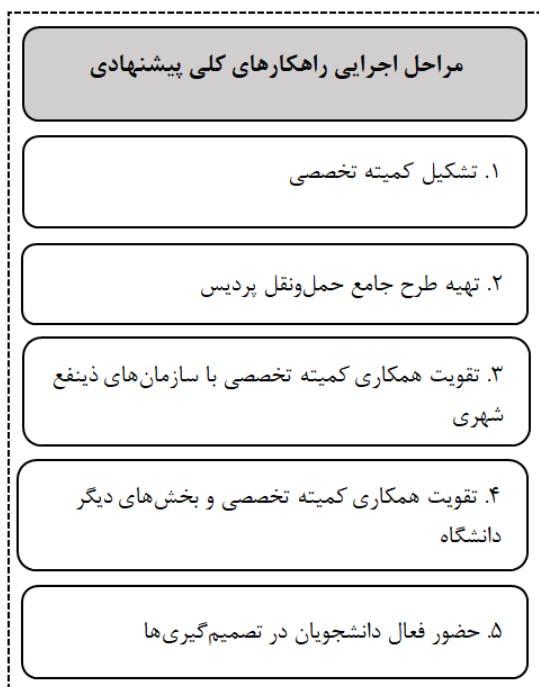 مراحل اجرایی راهکارهای کلی پیشنهادی
۱. تشکیل کمیته تخصصی
۲. تهیه طرح جامع حمل‌ونقل پردیس
۳. تقویت همکاری کمیته تخصصی با سازمان‌های ذینفع
شهری
۴. تقویت همکاری کمیته تخصصی و بخش‌های دیگر
دانشگاه
۵. حضور فعال دانشجویان در تصمیم‌گیری‌ها